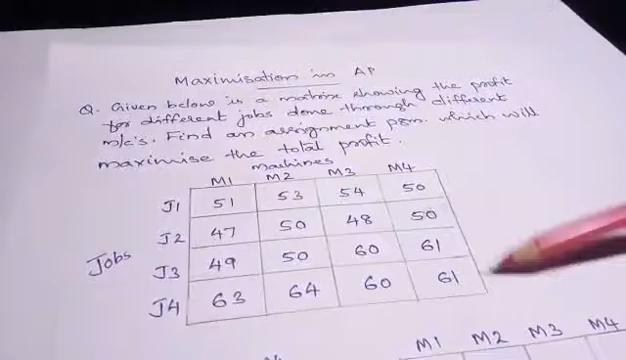 Maximisation in AP
Q. Given below is a matrix showing the profit
for different jobs done through different
m/c's. Find an assignment pgm. which will
maximise the total profit.
machines
M1 M2 M3 M4
J1 51 53 54 50
J2 47 50 48 50
Jobs
J3 49 50 60 61
J4 63 64 60 61
M1 M2 M3 M4